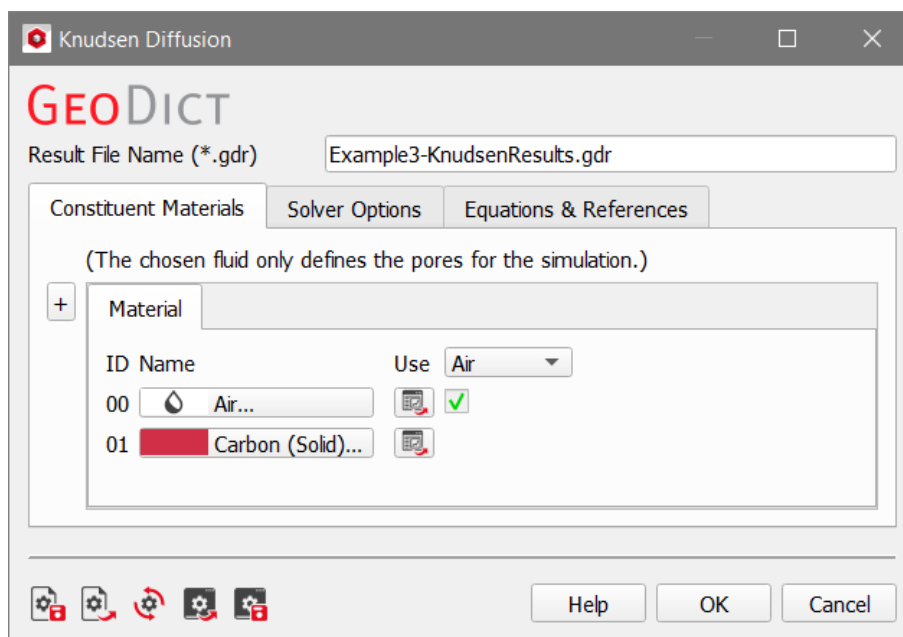 Knudsen Diffusion
GEODICT
Result File Name (*.gdr) Example3-KnudsenResults.gdr
Constituent Materials Solver Options Equations & References
(The chosen fluid only defines the pores for the simulation.)
+ Material
ID Name Use Air
00 Air...
01 Carbon (Solid)...
Help OK Cancel